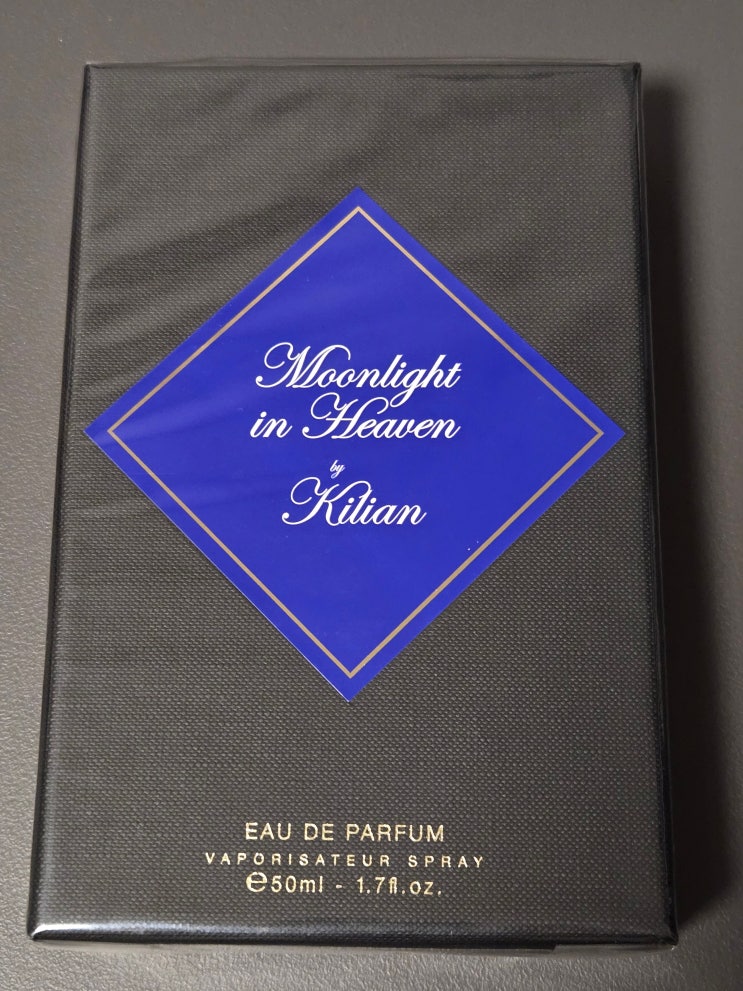 Moonlight
in Heaven
by
Kilian
EAU DE PARFUM
VAPORISATEUR SPRAY
℮50ml - 1.7fl.oz.